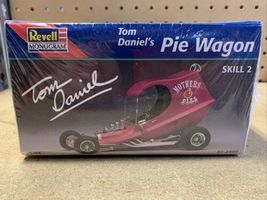 Revell
MONOGRAM
Tom
Daniel's
Pie Wagon
SKILL 2
Tom
Daniel
MOTHERS
PIES